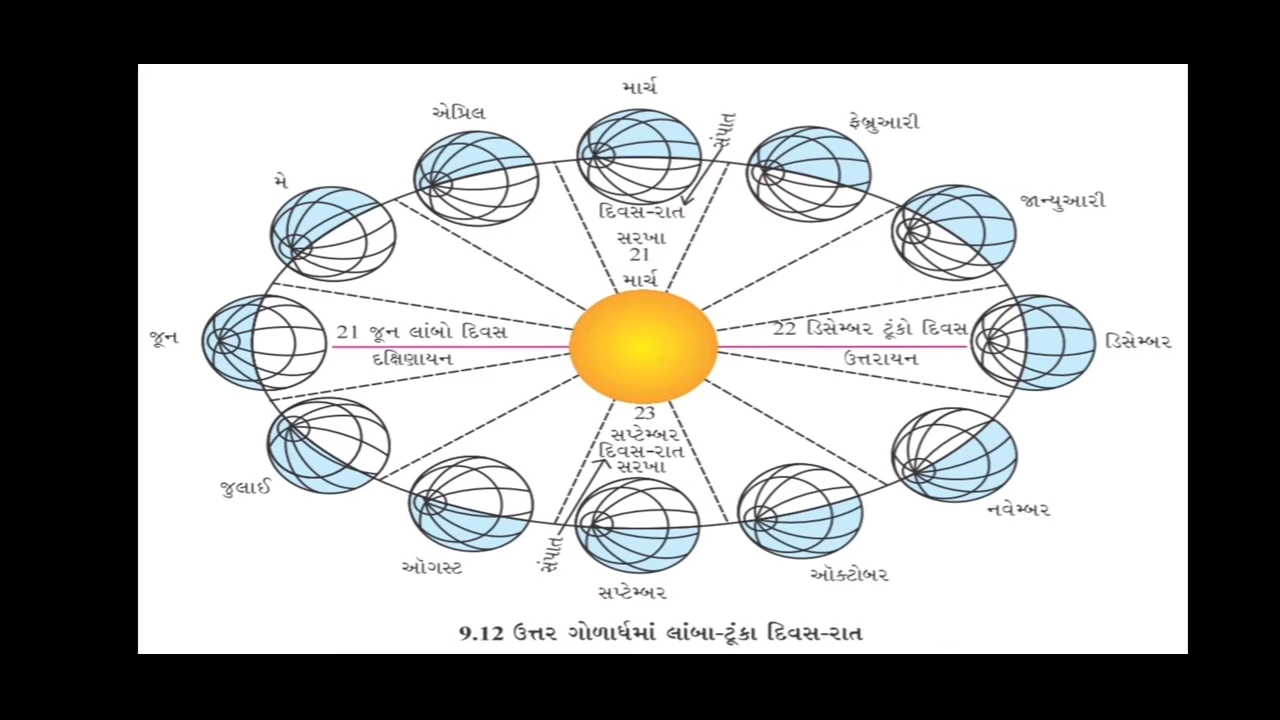 માર્ચ
એપ્રિલ
ફેબ્રુઆરી
સંપાત
મે
જાન્યુઆરી
દિવસ-રાત
સરખા
21
માર્ચ
જૂન
21 જૂન લાંબો દિવસ
દક્ષિણાયન
22 ડિસેમ્બર ટૂંકો દિવસ
ઉત્તરાયન
ડિસેમ્બર
23
સપ્ટેમ્બર
દિવસ-રાત
સરખા
જુલાઈ
નવેમ્બર
સંપાત
ઑગસ્ટ
ઑક્ટોબર
સપ્ટેમ્બર
9.12 ઉત્તર ગોળાર્ધમાં લાંબા-ટૂંકા દિવસ-રાત